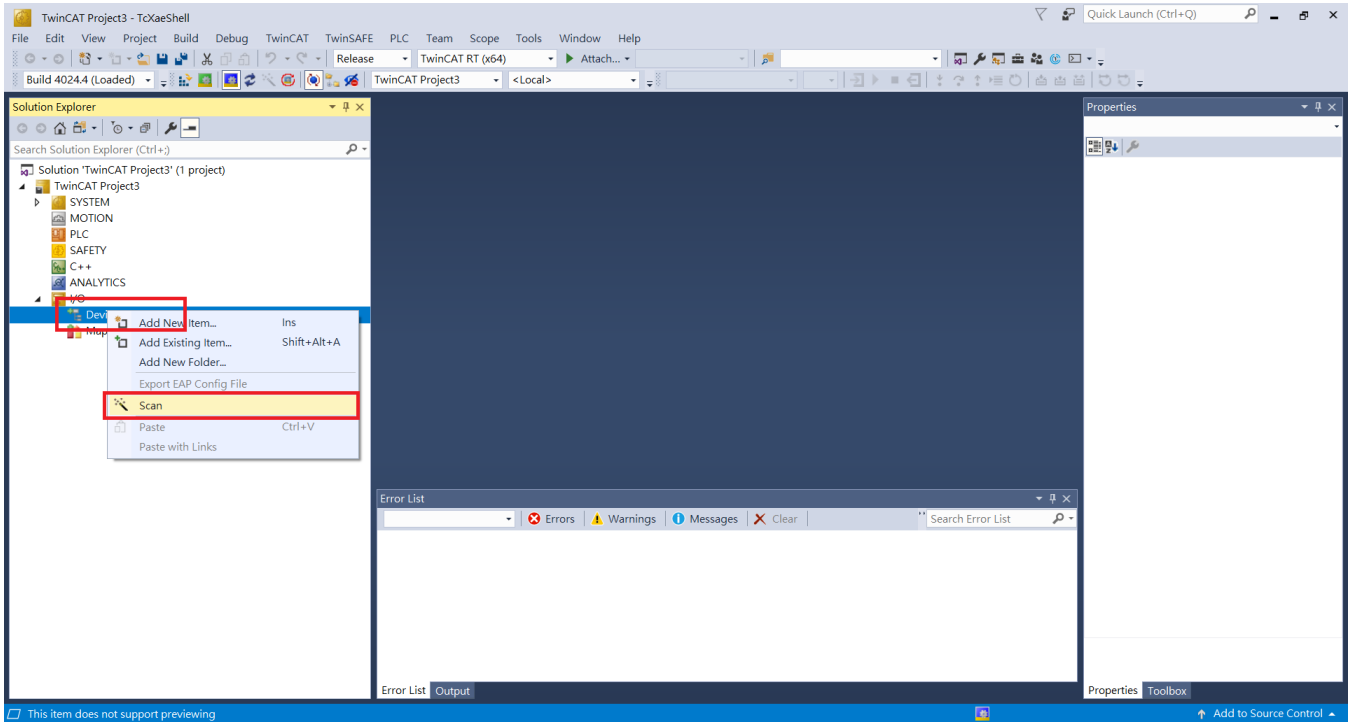 TwinCAT Project3 - TcXaeShell
Quick Launch (Ctrl+Q)
File Edit View Project Build Debug TwinCAT TwinSAFE PLC Team Scope Tools Window Help
Release TwinCAT RT (x64) Attach...
Build 4024.4 (Loaded) TwinCAT Project3 <Local>
Solution Explorer
Search Solution Explorer (Ctrl+;)
Solution 'TwinCAT Project3' (1 project)
TwinCAT Project3
SYSTEM
MOTION
PLC
SAFETY
C++
ANALYTICS
I/O
Devi
Map
Add New Item... Ins
Add Existing Item... Shift+Alt+A
Add New Folder...
Export EAP Config File
Scan
Paste Ctrl+V
Paste with Links
Error List
Errors Warnings Messages Clear Search Error List
Error List Output
Properties
Properties Toolbox
This item does not support previewing
Add to Source Control